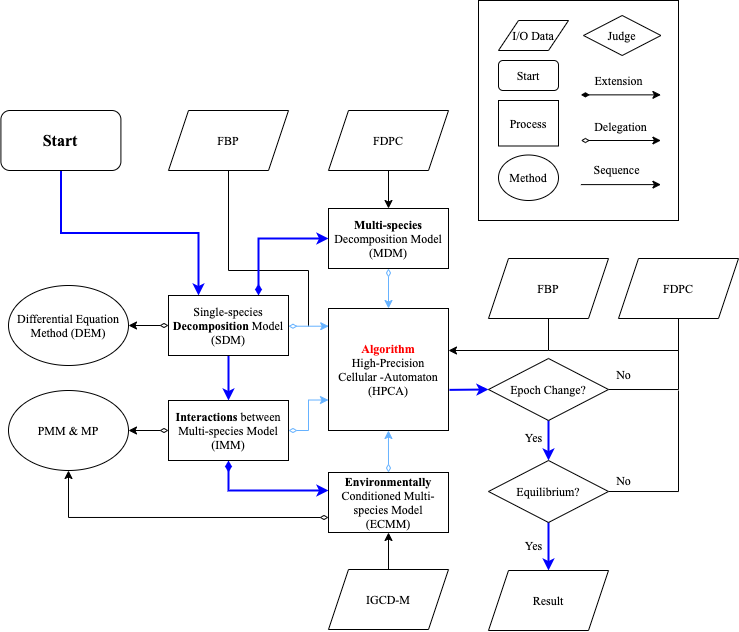 I/O Data
Judge
Start
Extension
Process
Delegation
Method
Sequence
Start
FBP
FDPC
Multi-species
Decomposition Model
(MDM)
FBP
FDPC
Differential Equation
Method (DEM)
Single-species
Decomposition Model
(SDM)
Algorithm
High-Precision
Cellular -Automaton
(HPCA)
Epoch Change?
No
Yes
PMM & MP
Interactions between
Multi-species Model
(IMM)
Environmentally
Conditioned Multi-
species Model
(ECMM)
Equilibrium?
No
Yes
IGCD-M
Result